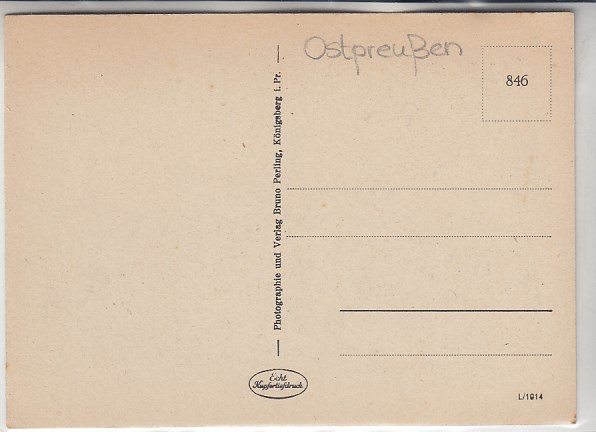 Ostpreußen
846
Photographie und Verlag Bruno Perling, Königsberg i. Pr.
Echt
Kupfertiefdruck
L/1914